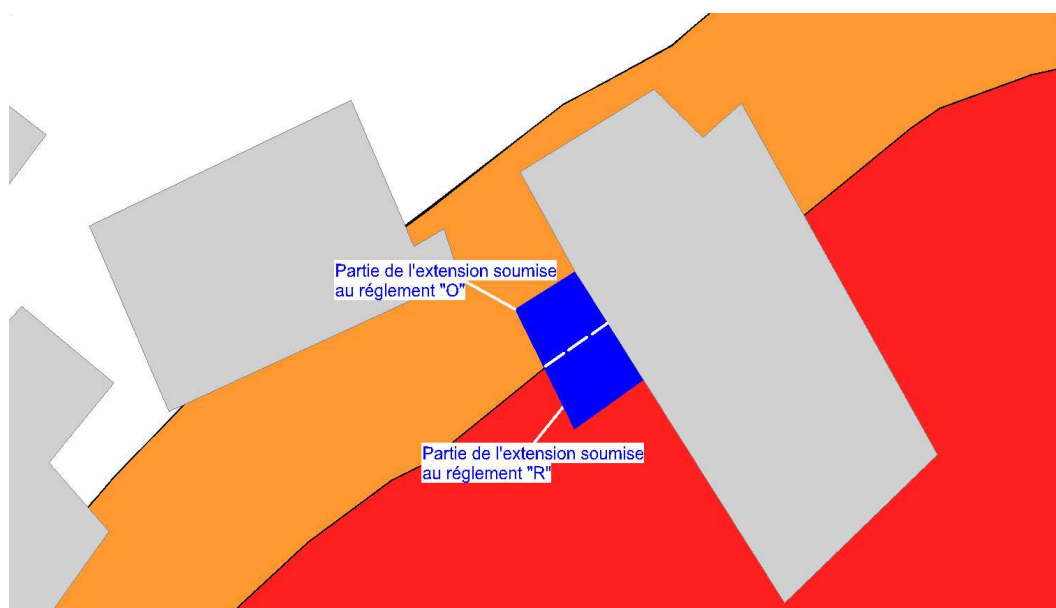 Partie de l'extension soumise
au réglement "O"
Partie de l'extension soumise
au réglement "R"